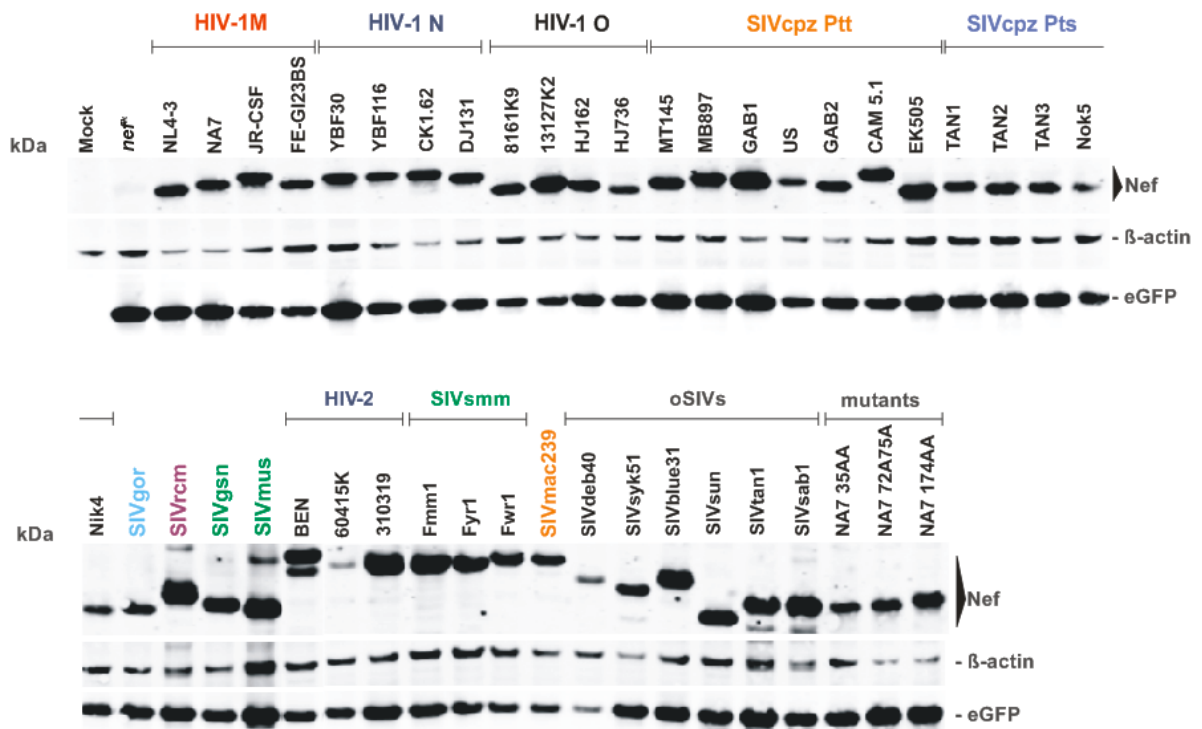 HIV-1M HIV-1 N HIV-1 O SIVcpz Ptt SIVcpz Pts
kDa Mock nef* NL4-3 NA7 JR-CSF FE-GI23BS YBF30 YBF116 CK1.62 DJ131 8161K9 13127K2 HJ162 HJ736 MT145 MB897 GAB1 US GAB2 CAM 5.1 EK505 TAN1 TAN2 TAN3 Nok5
Nef
- ß-actin
- eGFP
HIV-2 SIVsmm oSIVs mutants
kDa Nik4 SIVgor SIVrcm SIVgsn SIVmus BEN 60415K 310319 Fmm1 Fyr1 Fwr1 SIVmac239 SIVdeb40 SIVsyk51 SIVblue31 SIVsun SIVtan1 SIVsab1 NA7 35AA NA7 72A75A NA7 174AA
Nef
- ß-actin
- eGFP